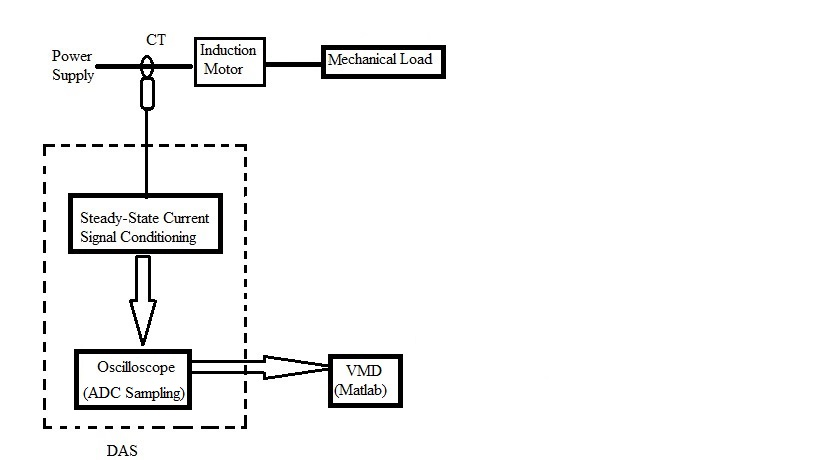 CT
Power
Supply
Induction
Motor
Mechanical Load
Steady-State Current
Signal Conditioning
Oscilloscope
(ADC Sampling)
VMD
(Matlab)
DAS